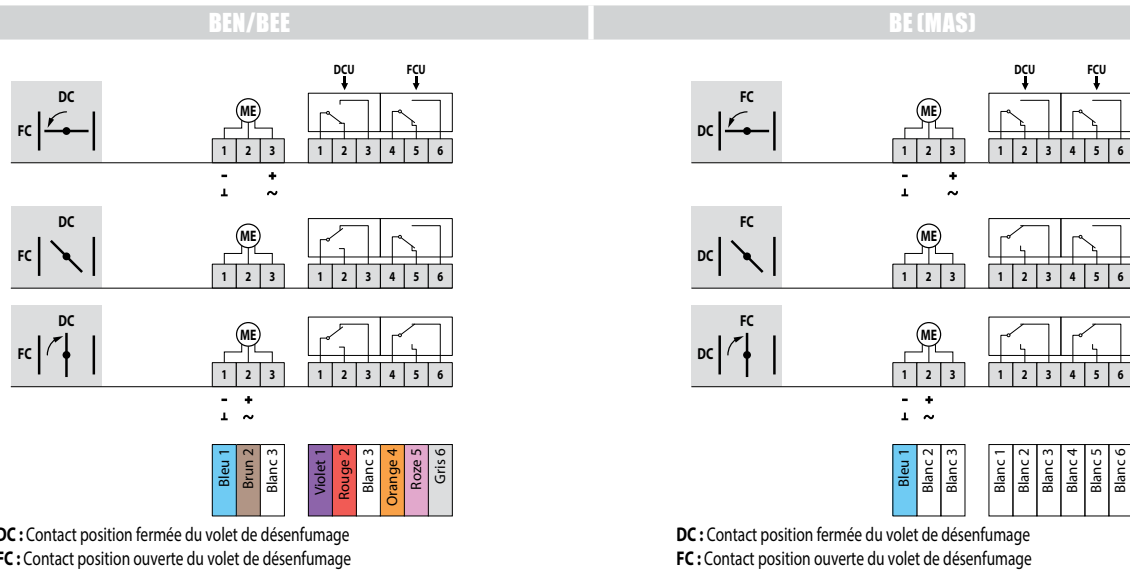 BEN/BEE
BE (MAS)
DCU FCU
DC
FC
ME
1 2 3 1 2 3 4 5 6
- +
⊥ ~
DC
FC
ME
1 2 3 1 2 3 4 5 6
DC
FC
ME
1 2 3 1 2 3 4 5 6
- +
⊥ ~
Bleu 1
Brun 2
Blanc 3
Violet 1
Rouge 2
Blanc 3
Orange 4
Roze 5
Gris 6
DC : Contact position fermée du volet de désenfumage
FC : Contact position ouverte du volet de désenfumage
DCU FCU
FC
DC
ME
1 2 3 1 2 3 4 5 6
- +
⊥ ~
FC
DC
ME
1 2 3 1 2 3 4 5 6
FC
DC
ME
1 2 3 1 2 3 4 5 6
- +
⊥ ~
Bleu 1
Blanc 2
Blanc 3
Blanc 1
Blanc 2
Blanc 3
Blanc 4
Blanc 5
Blanc 6
DC : Contact position fermée du volet de désenfumage
FC : Contact position ouverte du volet de désenfumage